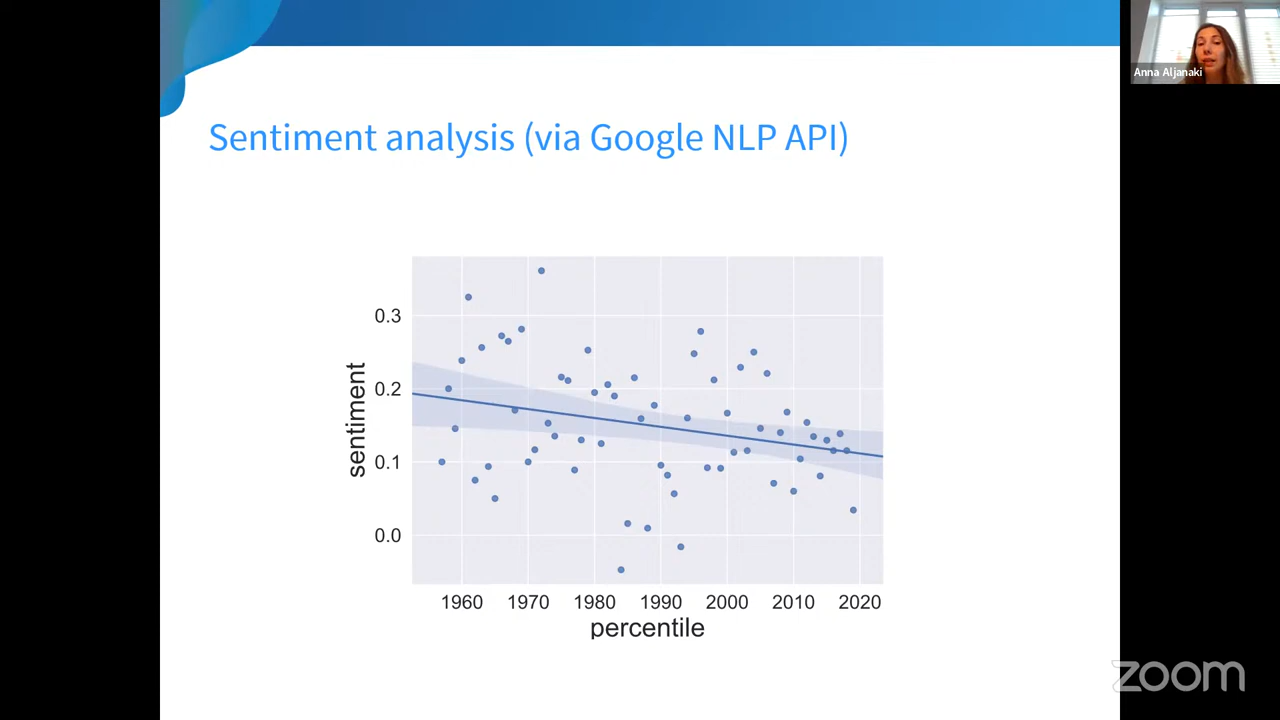 Anna Aljanaki
Sentiment analysis (via Google NLP API)
0.3
0.2
0.1
0.0
sentiment
1960 1970 1980 1990 2000 2010 2020
percentile
zoom